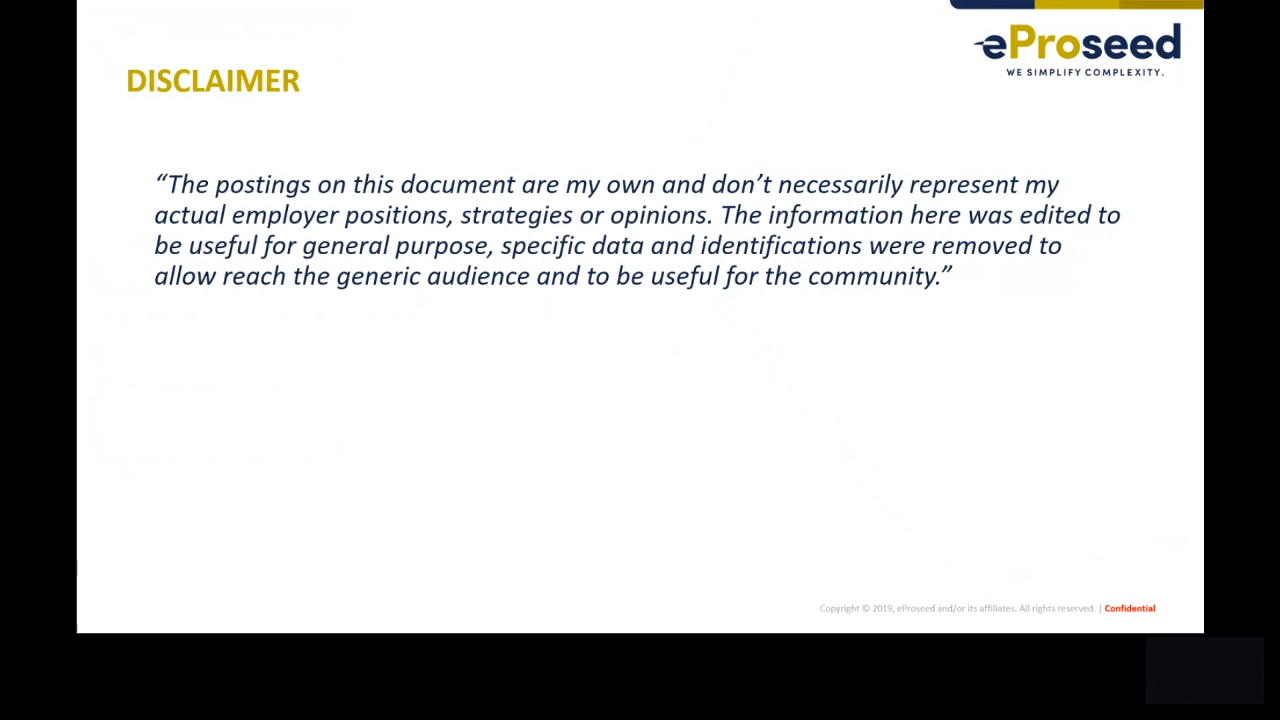 eProseed
WE SIMPLIFY COMPLEXITY.
DISCLAIMER
“The postings on this document are my own and don’t necessarily represent my
actual employer positions, strategies or opinions. The information here was edited to
be useful for general purpose, specific data and identifications were removed to
allow reach the generic audience and to be useful for the community.”
Copyright © 2019, eProseed and/or its affiliates. All rights reserved. | Confidential